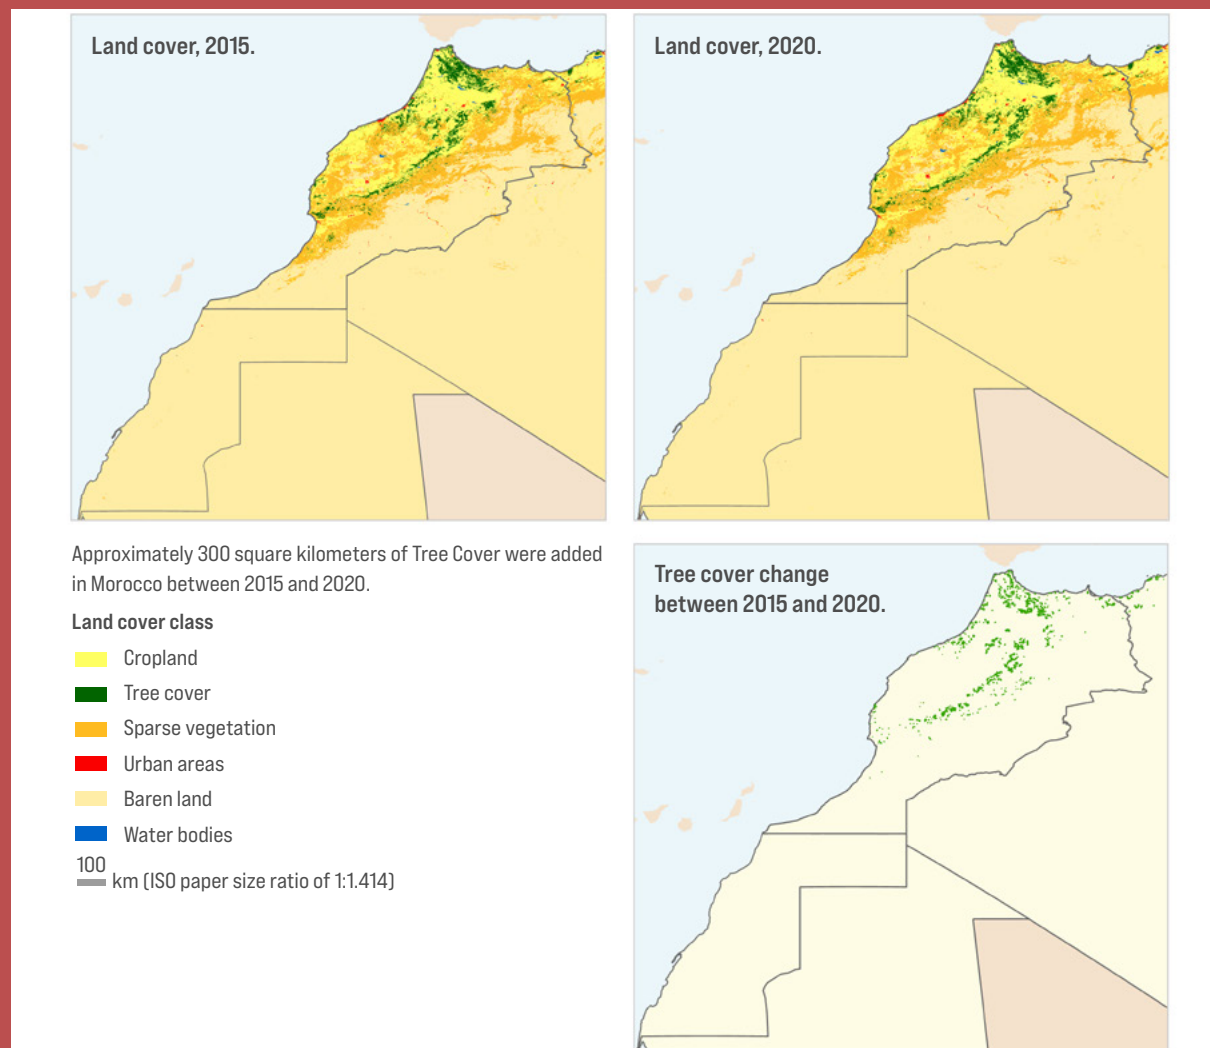 Land cover, 2015.
Land cover, 2020.
Approximately 300 square kilometers of Tree Cover were added
in Morocco between 2015 and 2020.
Land cover class
Cropland
Tree cover
Sparse vegetation
Urban areas
Baren land
Water bodies
100
km (ISO paper size ratio of 1:1.414)
Tree cover change
between 2015 and 2020.